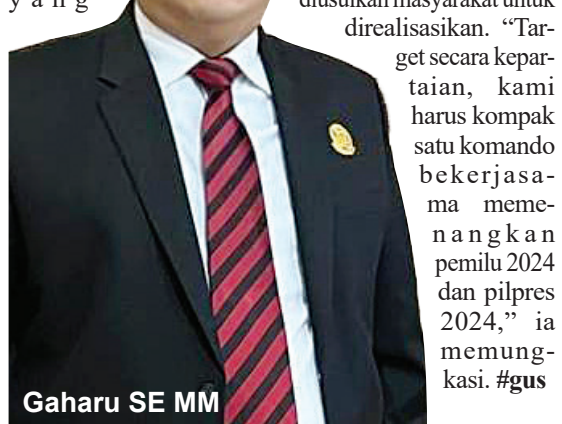 yang
diusulkan masyarakat untuk
direalisasikan. “Tar-
get secara kepar-
taian, kami
harus kompak
satu komando
bekerjasa-
ma meme-
nangkan
pemilu 2024
dan pilpres
2024,” ia
memung-
kasi. #gus
Gaharu SE MM